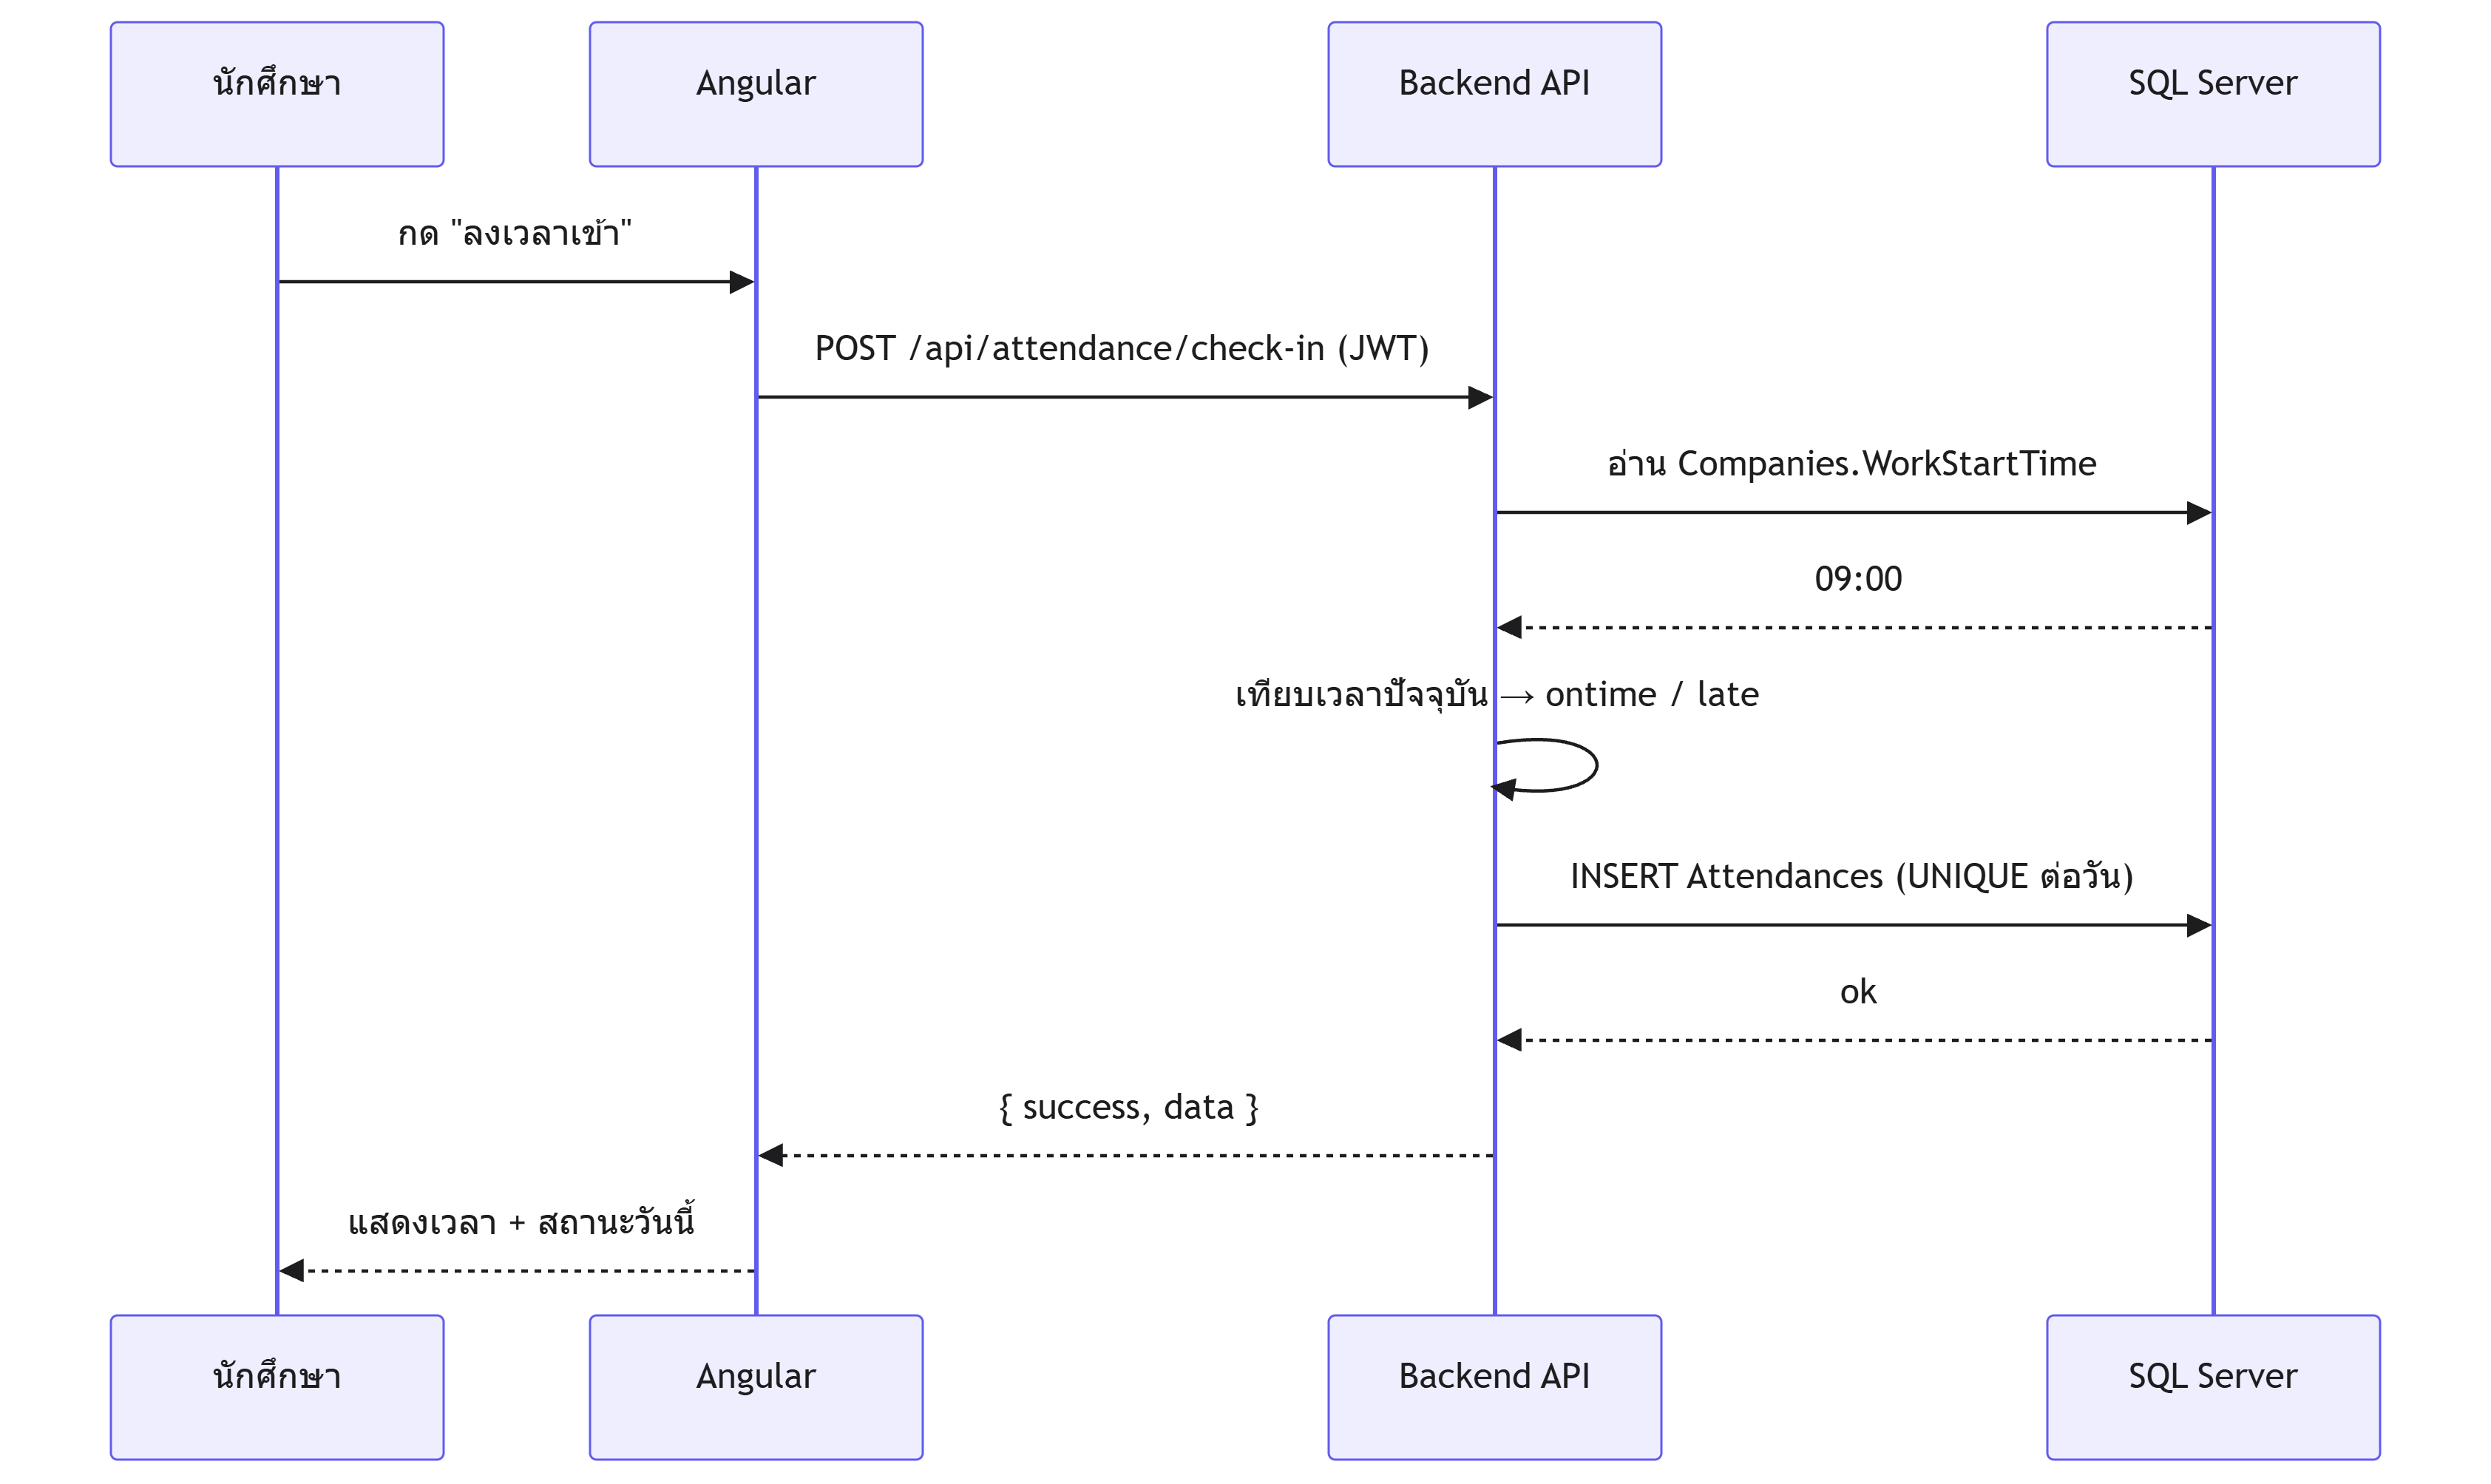 นักศึกษา
Angular
Backend API
SQL Server
กด "ลงเวลาเข้า"
POST /api/attendance/check-in (JWT)
อ่าน Companies.WorkStartTime
09:00
เทียบเวลาปัจจุบัน → ontime / late
INSERT Attendances (UNIQUE ต่อวัน)
ok
{ success, data }
แสดงเวลา + สถานะวันนี้
นักศึกษา
Angular
Backend API
SQL Server